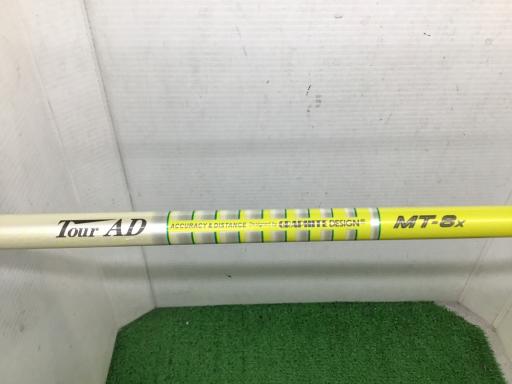 Tour AD
ACCURACY & DISTANCE Designed by GRAPHITE DESIGN
MT-8x